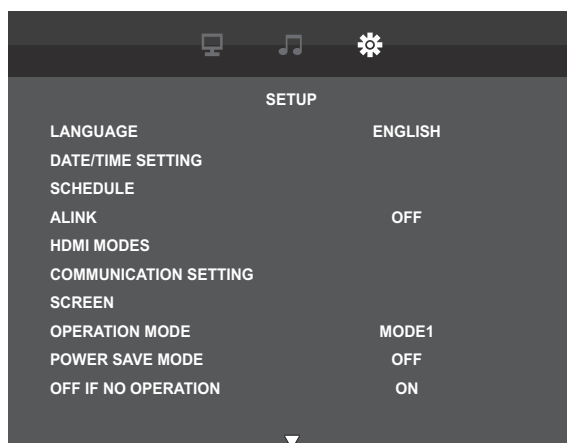 SETUP
LANGUAGE ENGLISH
DATE/TIME SETTING
SCHEDULE
ALINK OFF
HDMI MODES
COMMUNICATION SETTING
SCREEN
OPERATION MODE MODE1
POWER SAVE MODE OFF
OFF IF NO OPERATION ON